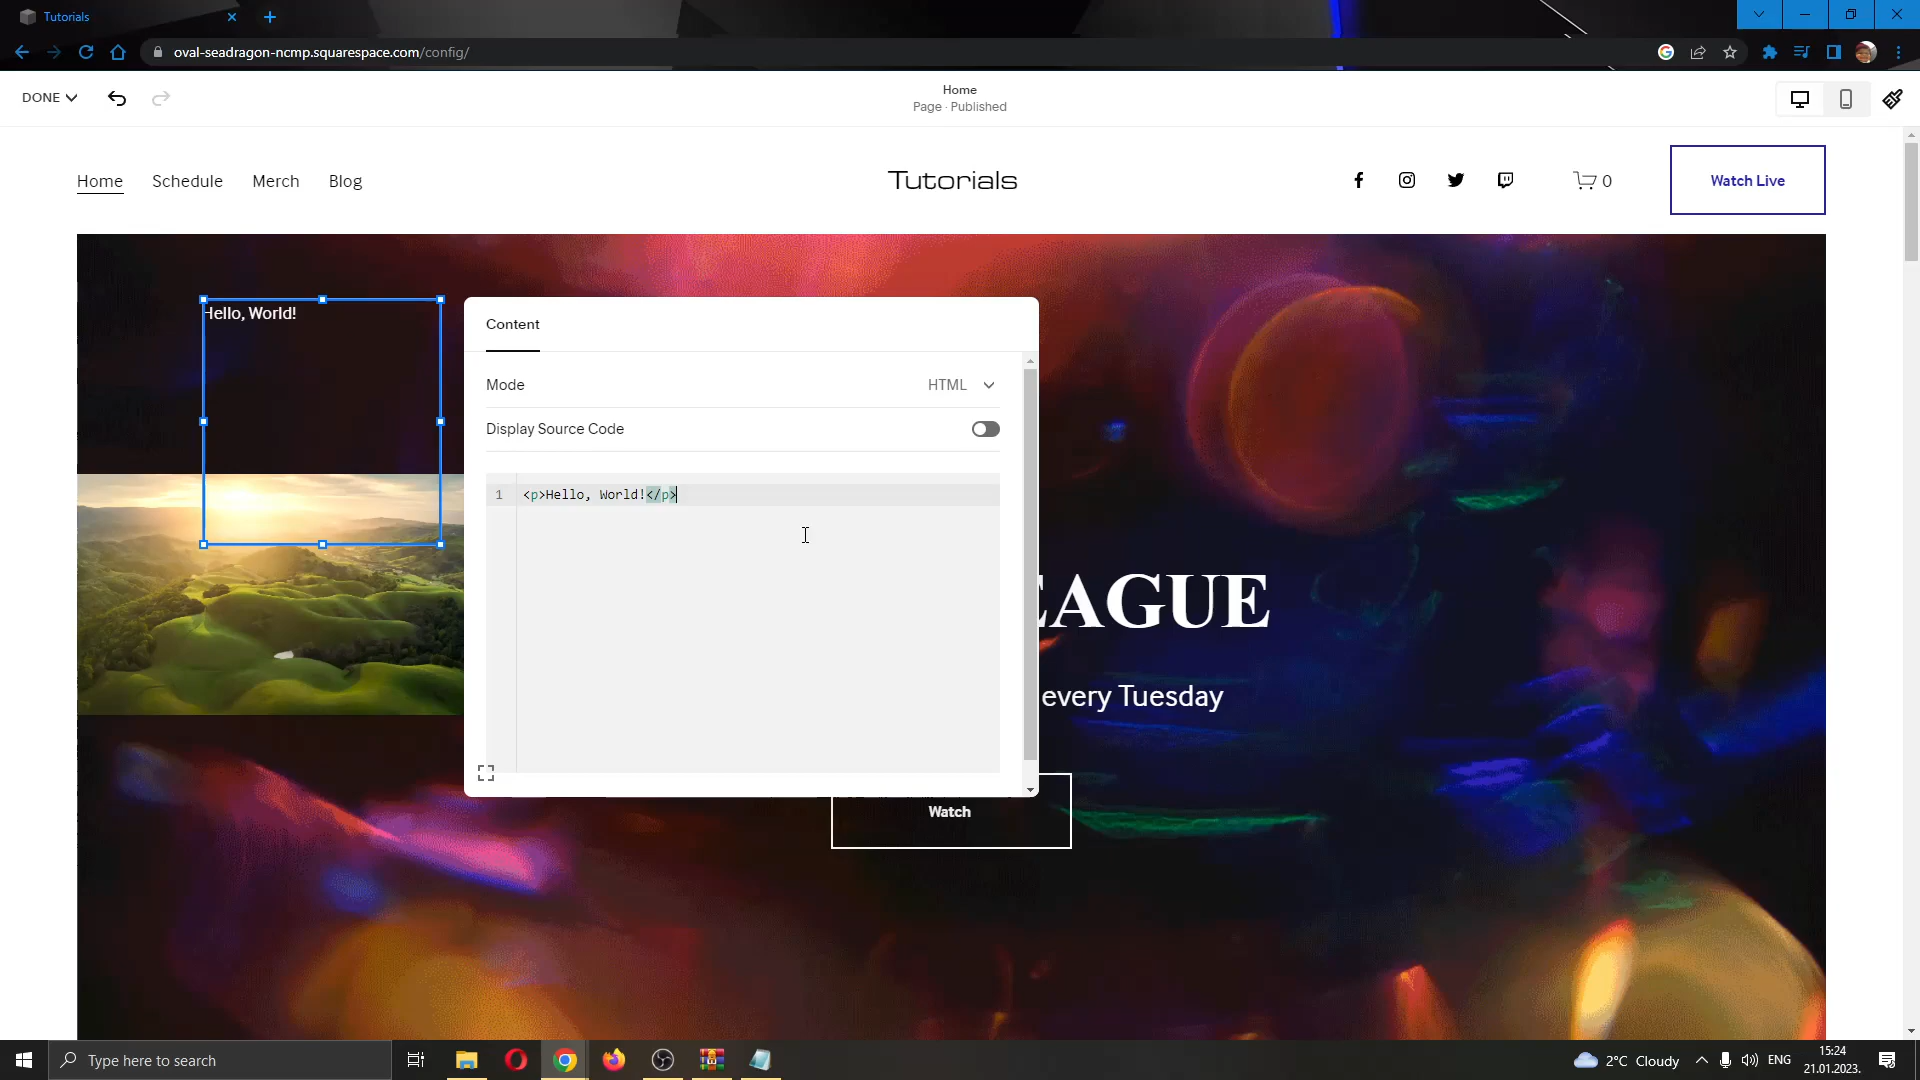 Tutorials
oval-seadragon-ncmp.squarespace.com/config/
DONE
Home
Page · Published
Home Schedule Merch Blog
Tutorials
0
Watch Live
Hello, World!
Content
Mode HTML
Display Source Code
1 <p>Hello, World!</p>
EAGUE
every Tuesday
Watch
Type here to search
2°C Cloudy
ENG
15:24
21.01.2023.